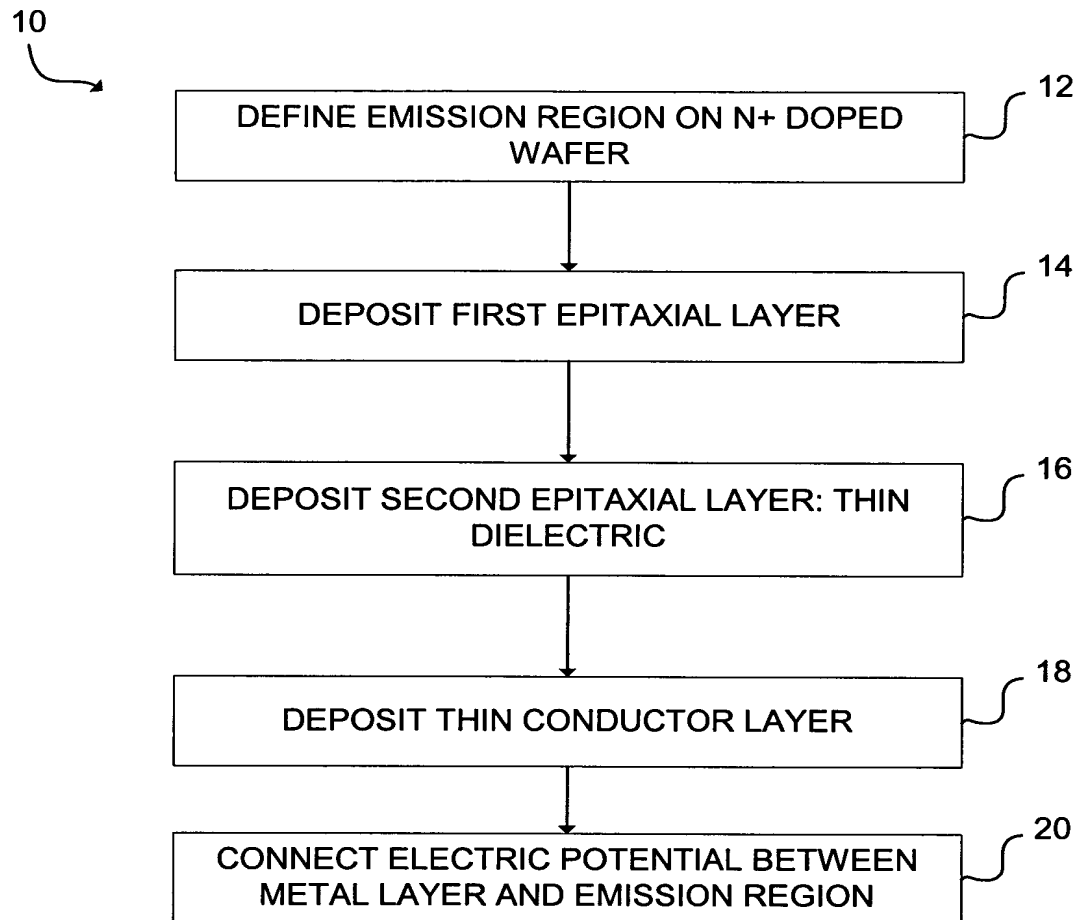 10
12
DEFINE EMISSION REGION ON N+ DOPED
WAFER
14
DEPOSIT FIRST EPITAXIAL LAYER
16
DEPOSIT SECOND EPITAXIAL LAYER: THIN
DIELECTRIC
18
DEPOSIT THIN CONDUCTOR LAYER
20
CONNECT ELECTRIC POTENTIAL BETWEEN
METAL LAYER AND EMISSION REGION